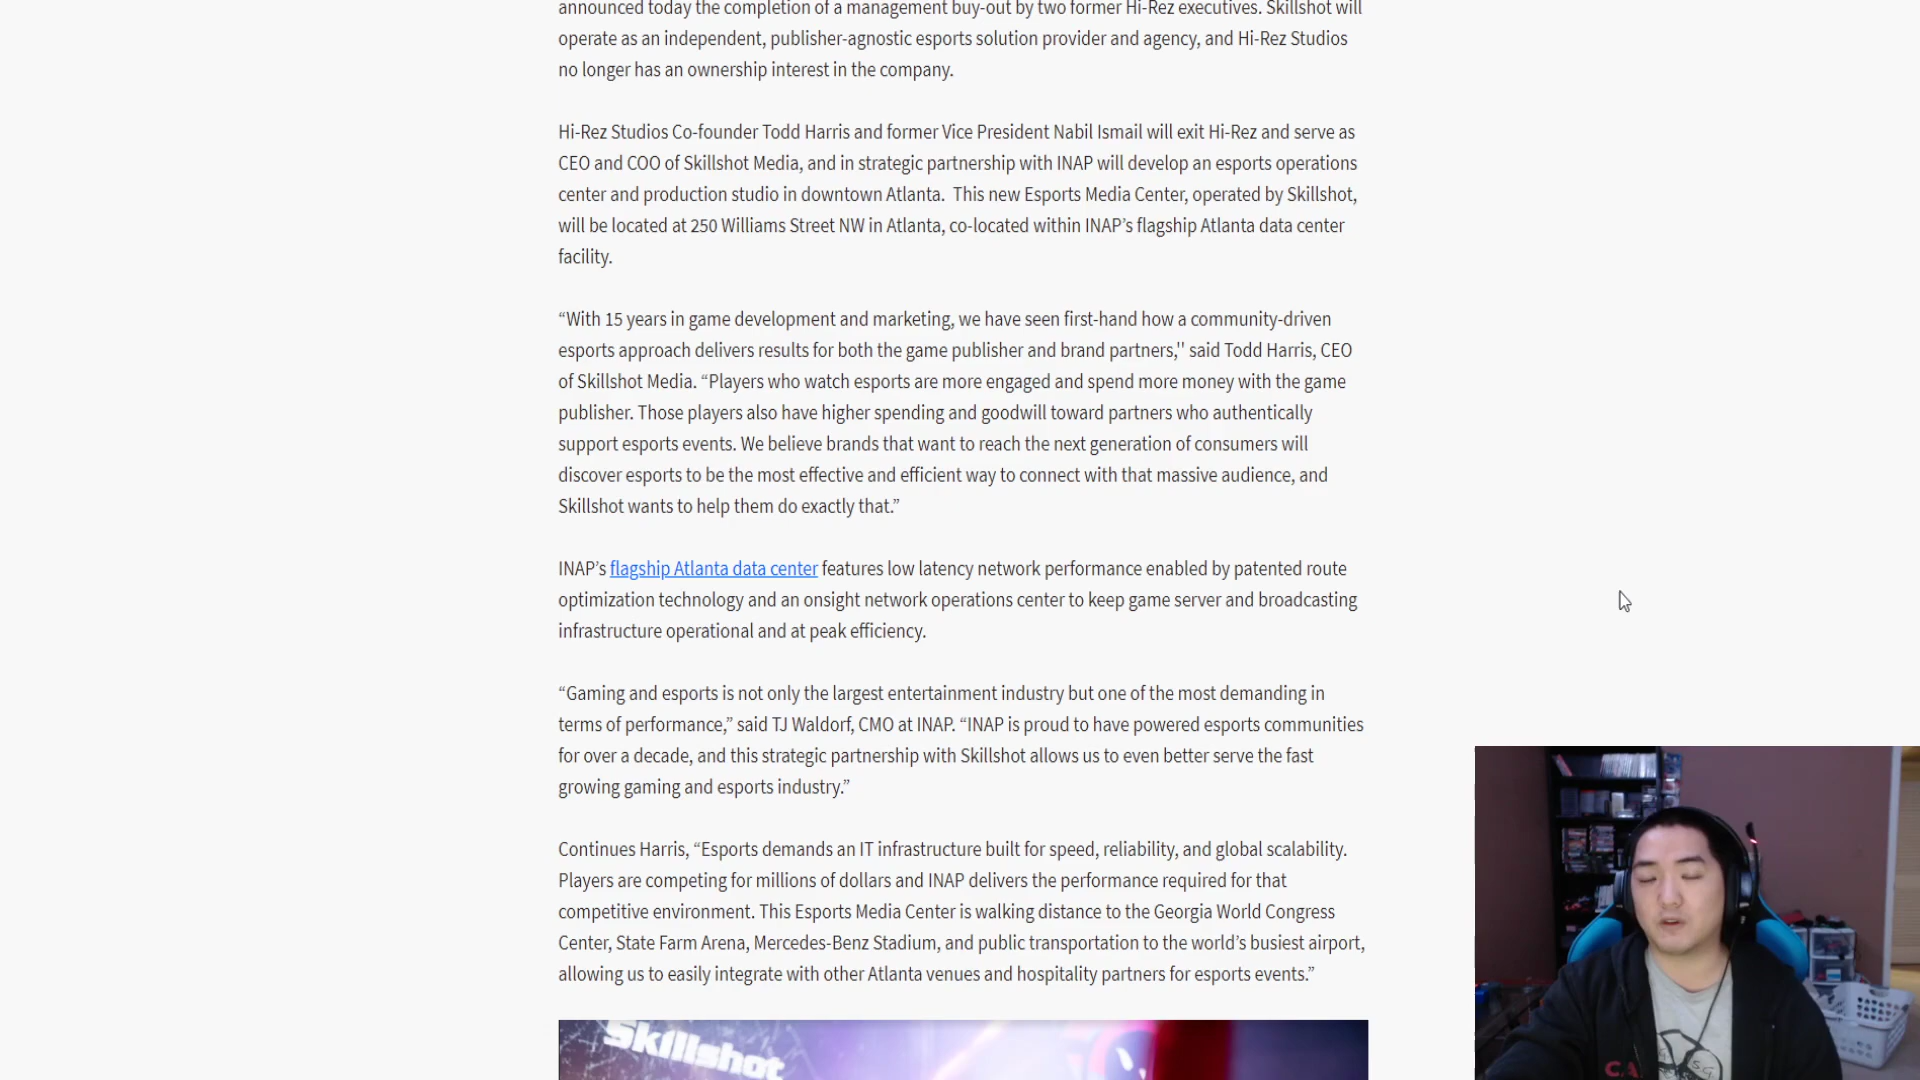 announced today the completion of a management buy-out by two former Hi-Rez executives. Skillshot will
operate as an independent, publisher-agnostic esports solution provider and agency, and Hi-Rez Studios
no longer has an ownership interest in the company.
Hi-Rez Studios Co-founder Todd Harris and former Vice President Nabil Ismail will exit Hi-Rez and serve as
CEO and COO of Skillshot Media, and in strategic partnership with INAP will develop an esports operations
center and production studio in downtown Atlanta.  This new Esports Media Center, operated by Skillshot,
will be located at 250 Williams Street NW in Atlanta, co-located within INAP’s flagship Atlanta data center
facility.
“With 15 years in game development and marketing, we have seen first-hand how a community-driven
esports approach delivers results for both the game publisher and brand partners,'' said Todd Harris, CEO
of Skillshot Media. “Players who watch esports are more engaged and spend more money with the game
publisher. Those players also have higher spending and goodwill toward partners who authentically
support esports events. We believe brands that want to reach the next generation of consumers will
discover esports to be the most effective and efficient way to connect with that massive audience, and
Skillshot wants to help them do exactly that.”
INAP’s flagship Atlanta data center features low latency network performance enabled by patented route
optimization technology and an onsight network operations center to keep game server and broadcasting
infrastructure operational and at peak efficiency.
“Gaming and esports is not only the largest entertainment industry but one of the most demanding in
terms of performance,” said TJ Waldorf, CMO at INAP. “INAP is proud to have powered esports communities
for over a decade, and this strategic partnership with Skillshot allows us to even better serve the fast
growing gaming and esports industry.”
Continues Harris, “Esports demands an IT infrastructure built for speed, reliability, and global scalability.
Players are competing for millions of dollars and INAP delivers the performance required for that
competitive environment. This Esports Media Center is walking distance to the Georgia World Congress
Center, State Farm Arena, Mercedes-Benz Stadium, and public transportation to the world’s busiest airport,
allowing us to easily integrate with other Atlanta venues and hospitality partners for esports events.”
Skillshot